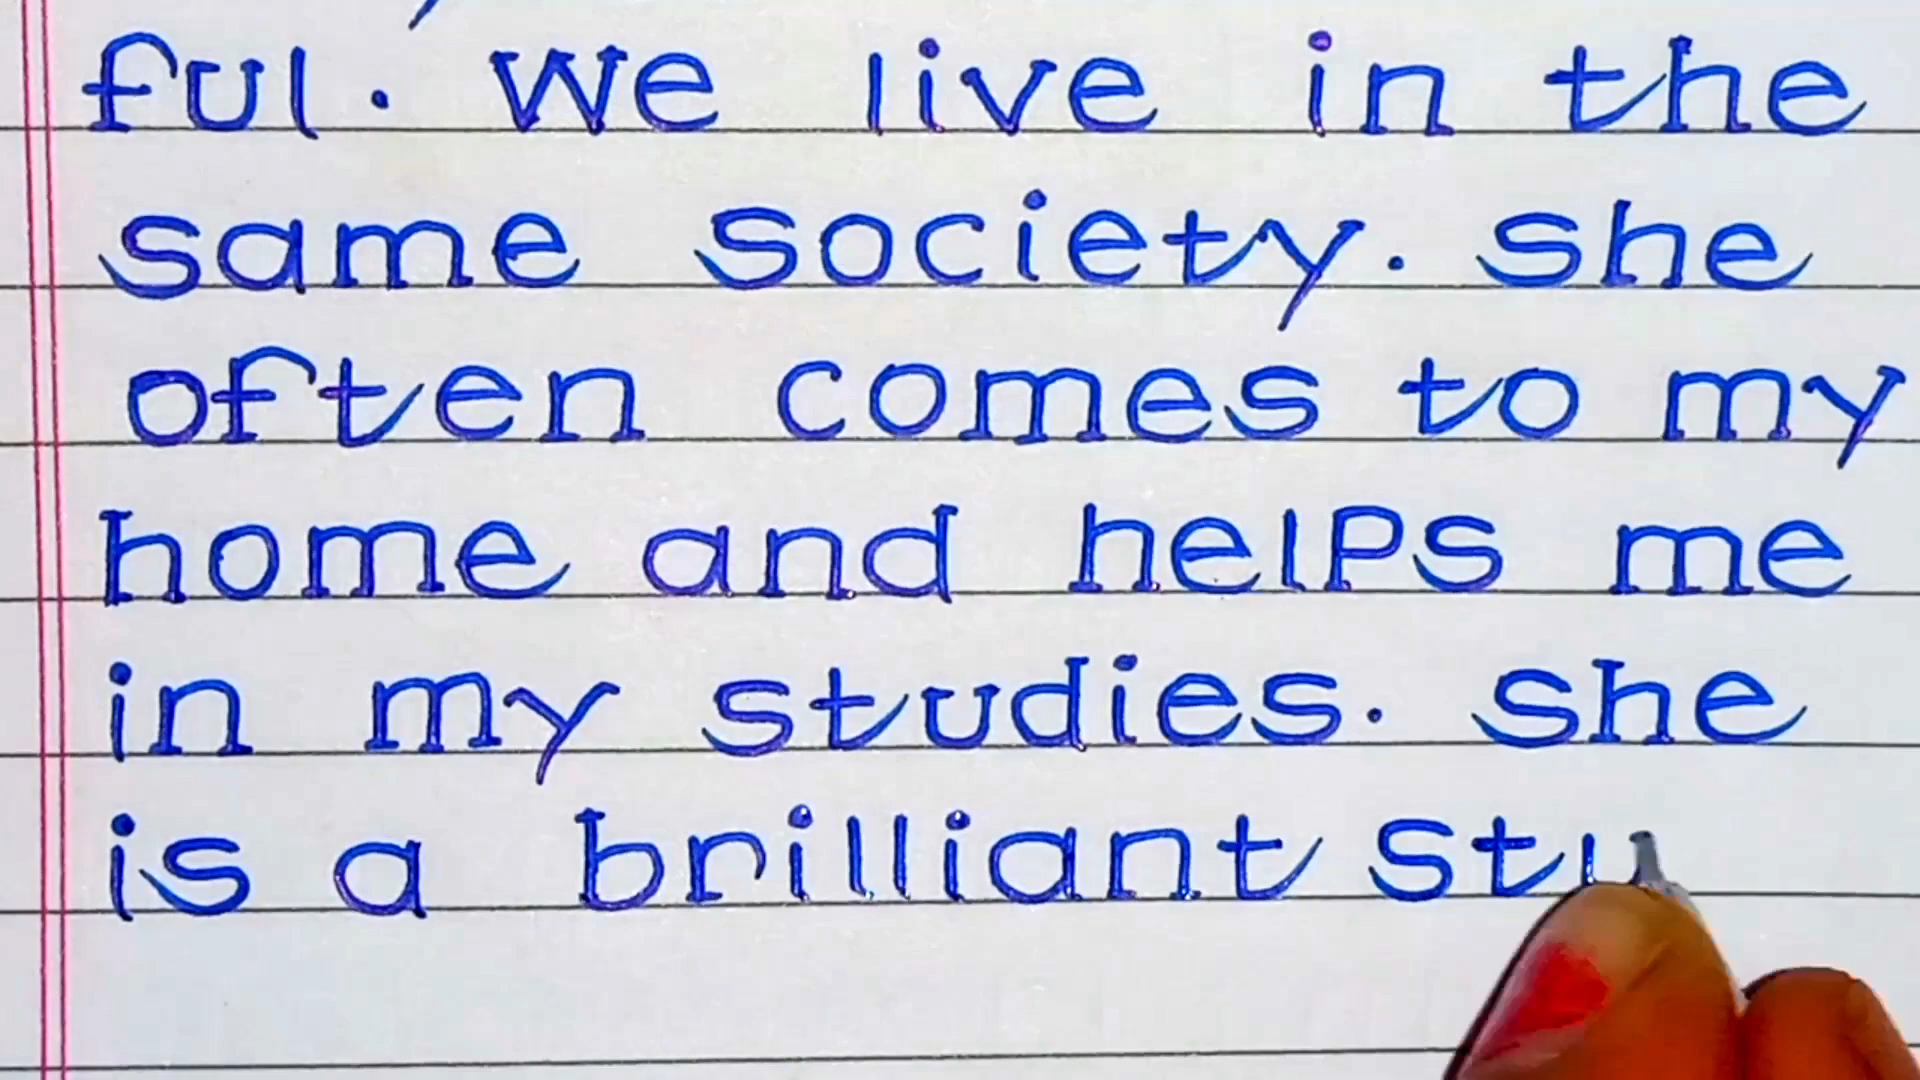 ful. We live in the
same society. She
often comes to my
home and helps me
in my studies. She
is a brilliant stu